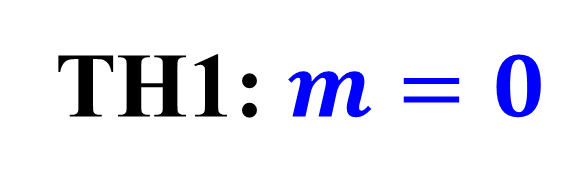 TH1: m = 0